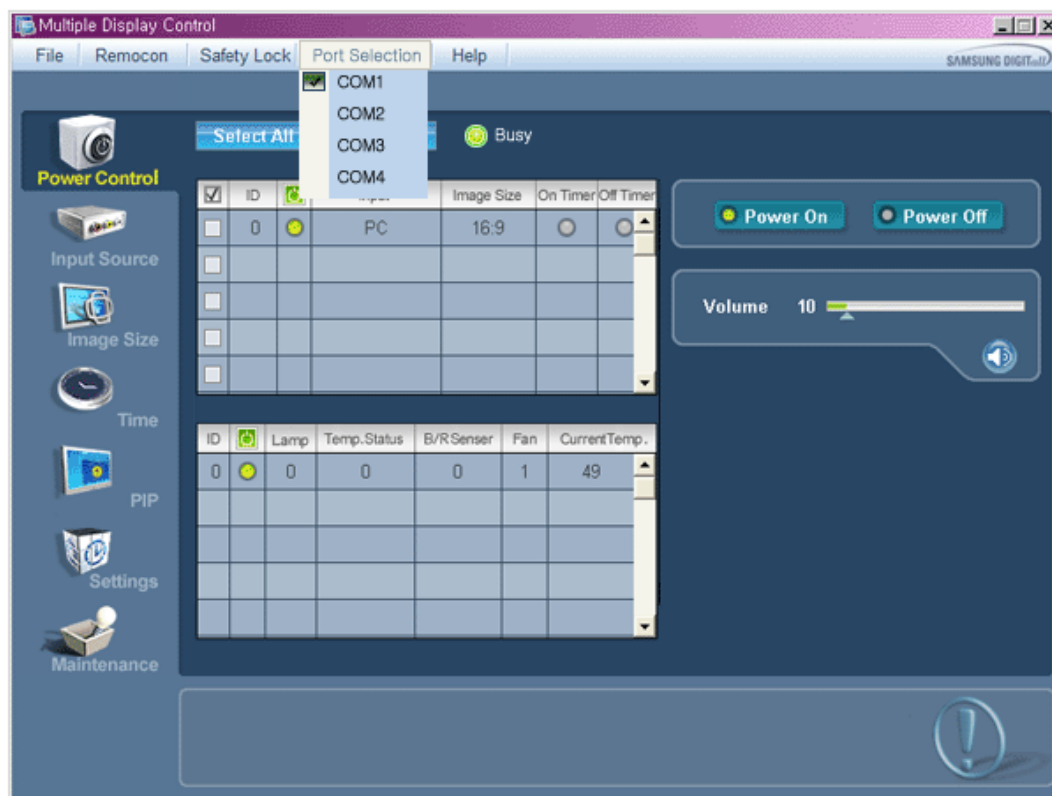 Multiple Display Control
File Remocon Safety Lock Port Selection Help
SAMSUNG DIGITall
COM1
COM2
COM3
COM4
Select All
Busy
Power Control
Input Source
Image Size
Time
PIP
Settings
Maintenance
ID Image Size On Timer Off Timer
0 PC 16:9
Power On Power Off
Volume 10
ID Lamp Temp.Status B/RSenser Fan CurrentTemp.
0 0 0 0 1 49